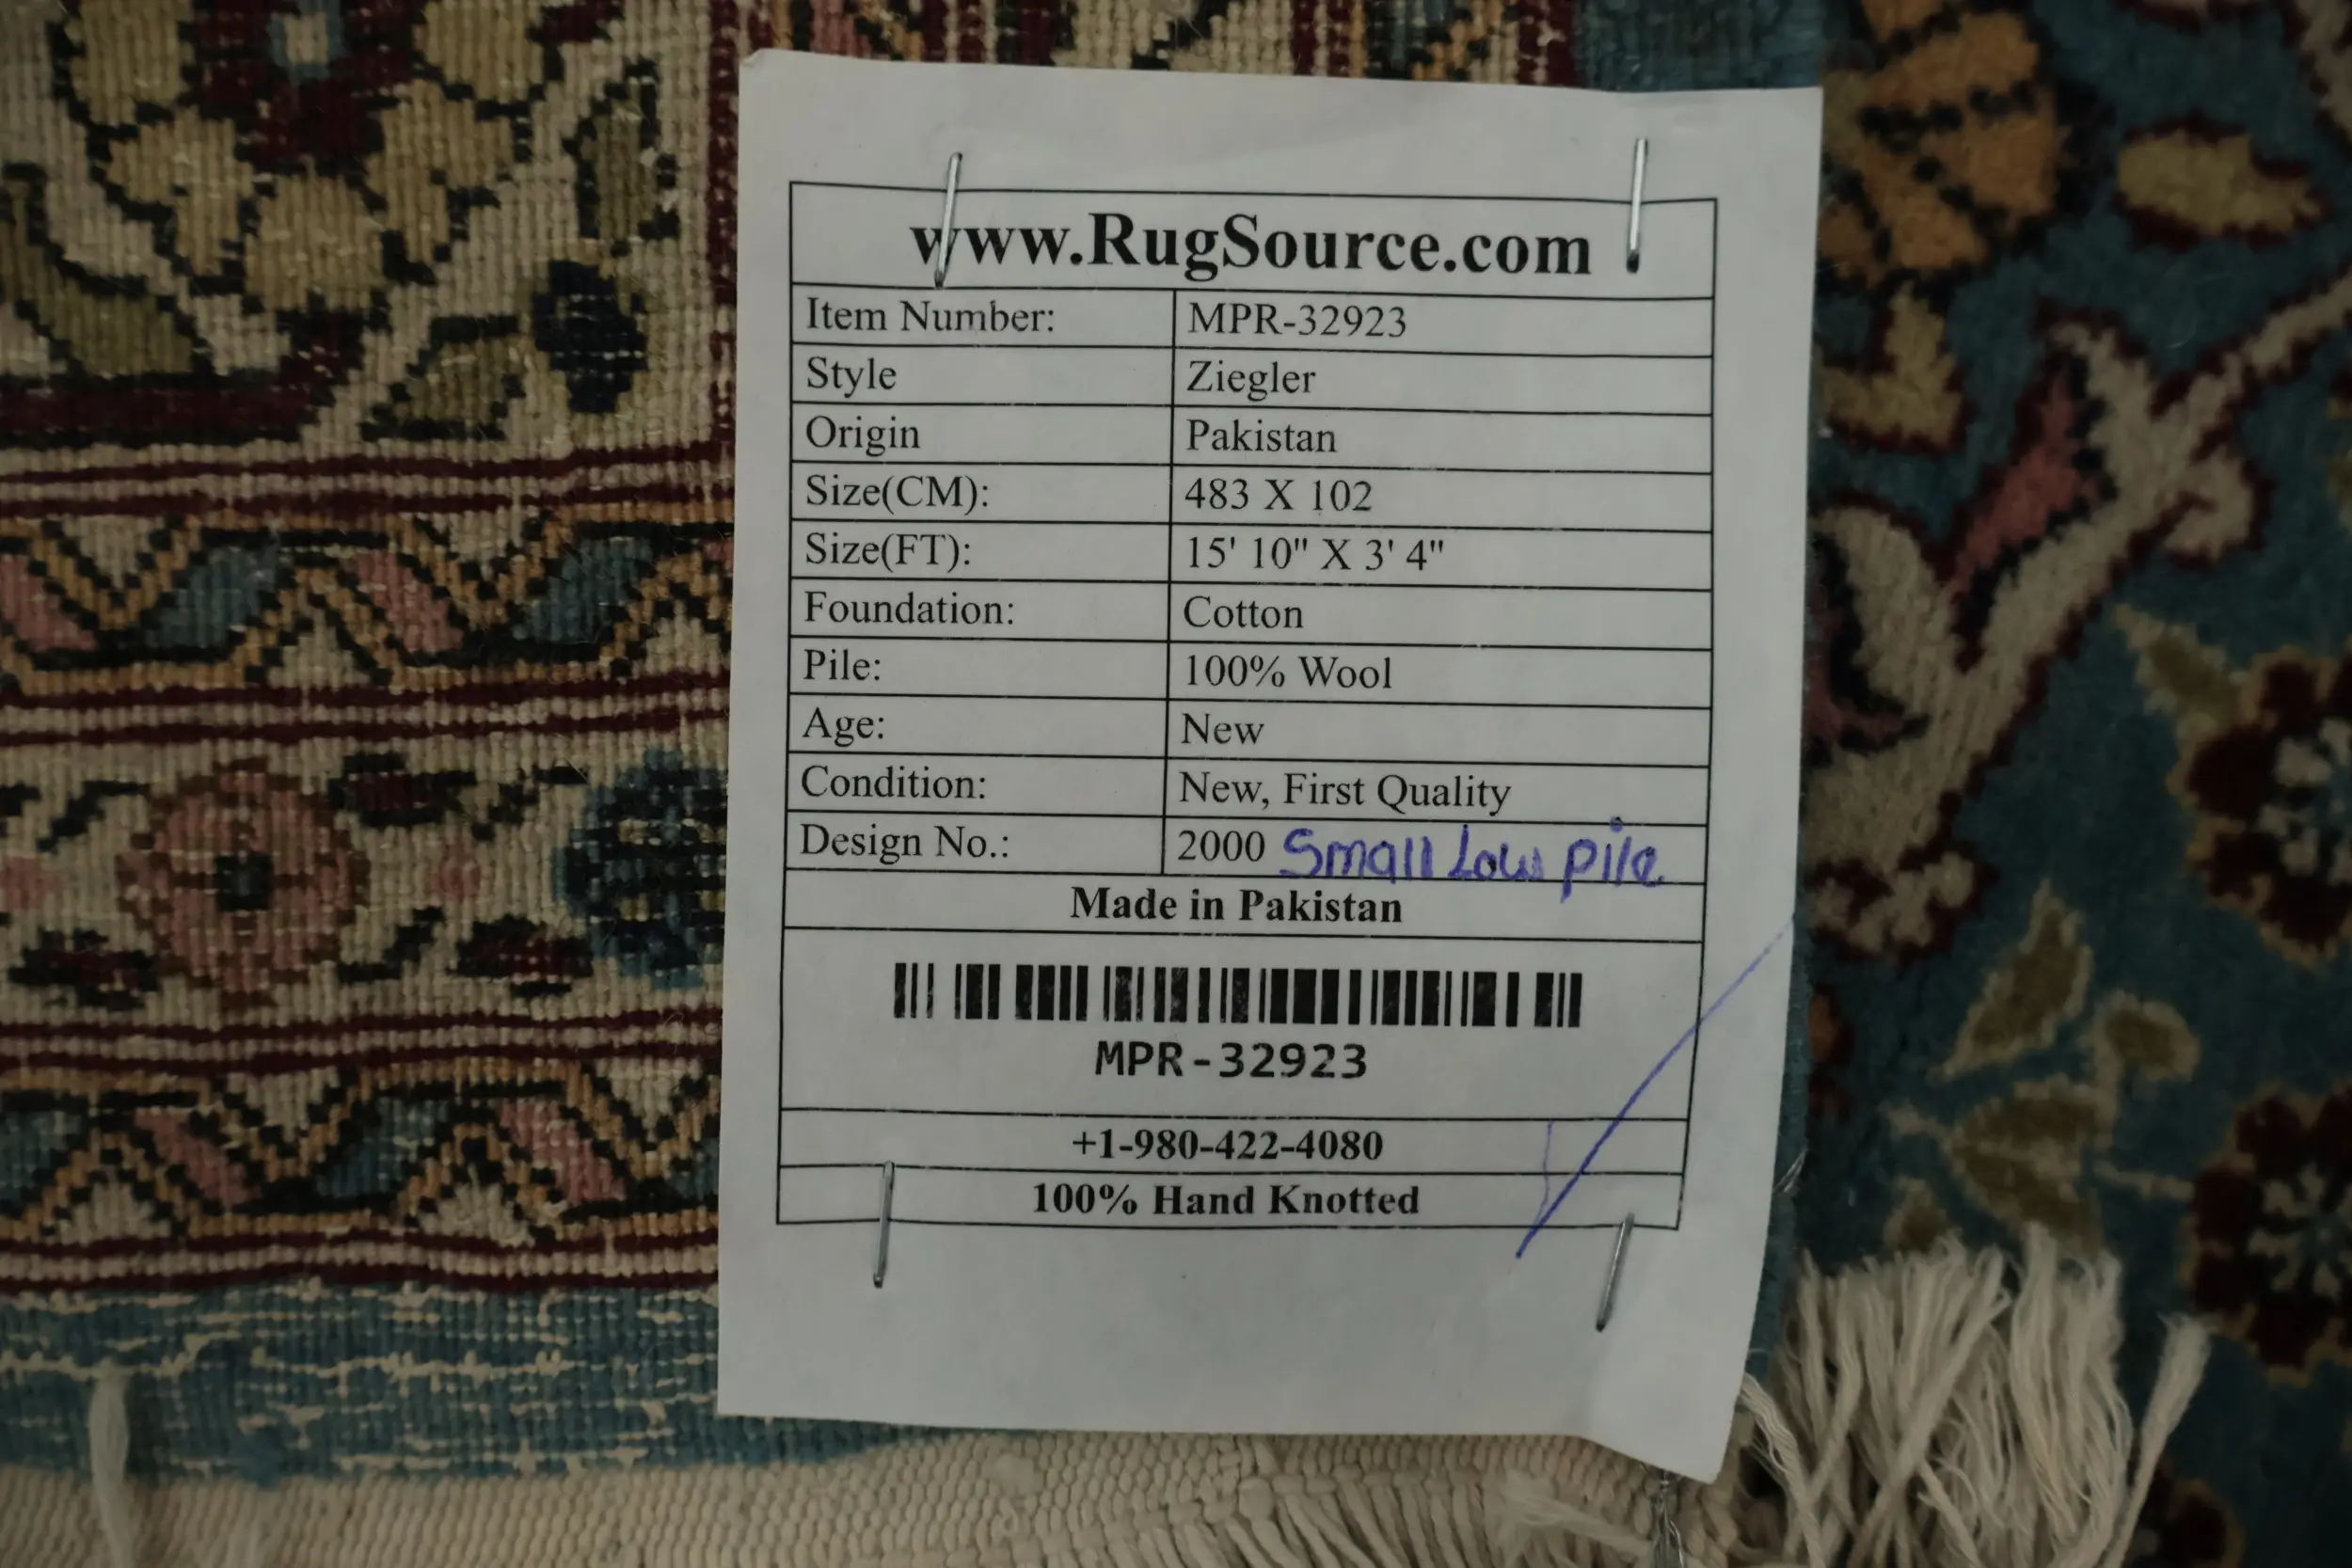 www.RugSource.com
Item Number: MPR-32923
Style Ziegler
Origin Pakistan
Size(CM): 483 X 102
Size(FT): 15' 10" X 3' 4"
Foundation: Cotton
Pile: 100% Wool
Age: New
Condition: New, First Quality
Design No.: 2000 Small Low pile
Made in Pakistan
MPR-32923
+1-980-422-4080
100% Hand Knotted